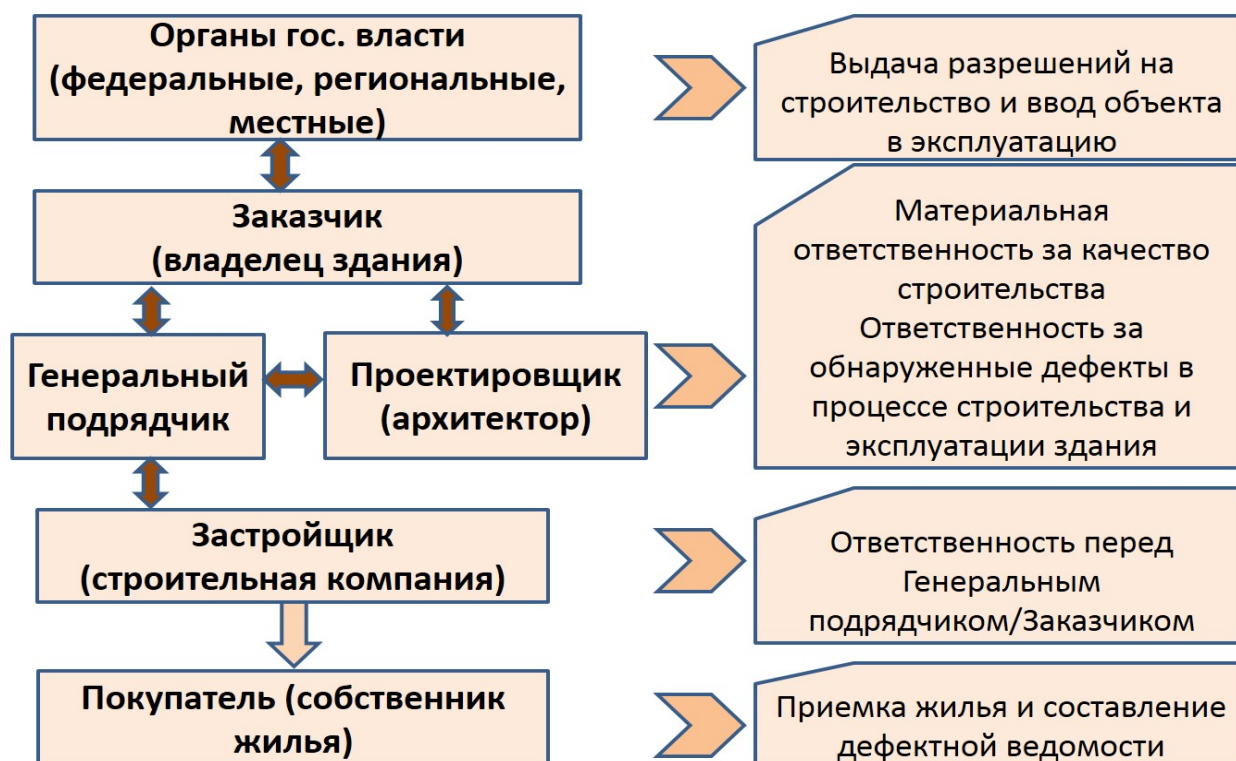 Органы гос. власти
(федеральные, региональные,
местные)
Выдача разрешений на
строительство и ввод объекта
в эксплуатацию
Заказчик
(владелец здания)
Генеральный
подрядчик
Проектировщик
(архитектор)
Материальная
ответственность за качество
строительства
Ответственность за
обнаруженные дефекты в
процессе строительства и
эксплуатации здания
Застройщик
(строительная компания)
Ответственность перед
Генеральным
подрядчиком/Заказчиком
Покупатель (собственник
жилья)
Приемка жилья и составление
дефектной ведомости